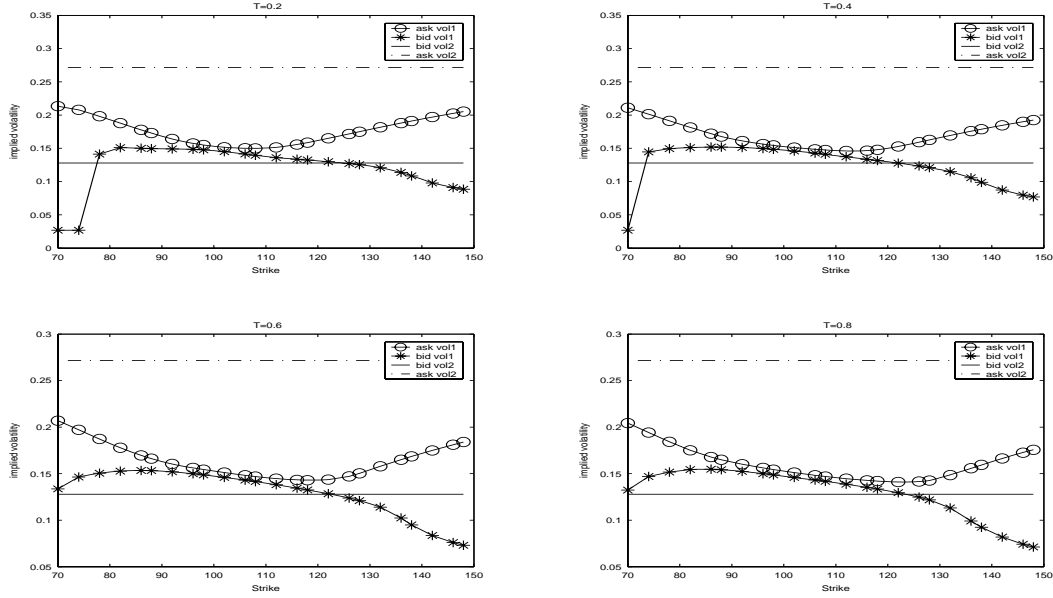 T=0.2
0.35
0.3
0.25
0.2
0.15
0.1
0.05
0
implied volatility
ask vol1
bid vol1
bid vol2
ask vol2
70 80 90 100 110 120 130 140 150
Strike
T=0.4
0.35
0.3
0.25
0.2
0.15
0.1
0.05
0
implied volatility
ask vol1
bid vol1
bid vol2
ask vol2
70 80 90 100 110 120 130 140 150
Strike
T=0.6
0.3
0.25
0.2
0.15
0.1
0.05
implied volatility
ask vol1
bid vol1
bid vol2
ask vol2
70 80 90 100 110 120 130 140 150
Strike
T=0.8
0.3
0.25
0.2
0.15
0.1
0.05
implied volatility
ask vol1
bid vol1
bid vol2
ask vol2
70 80 90 100 110 120 130 140 150
Strike